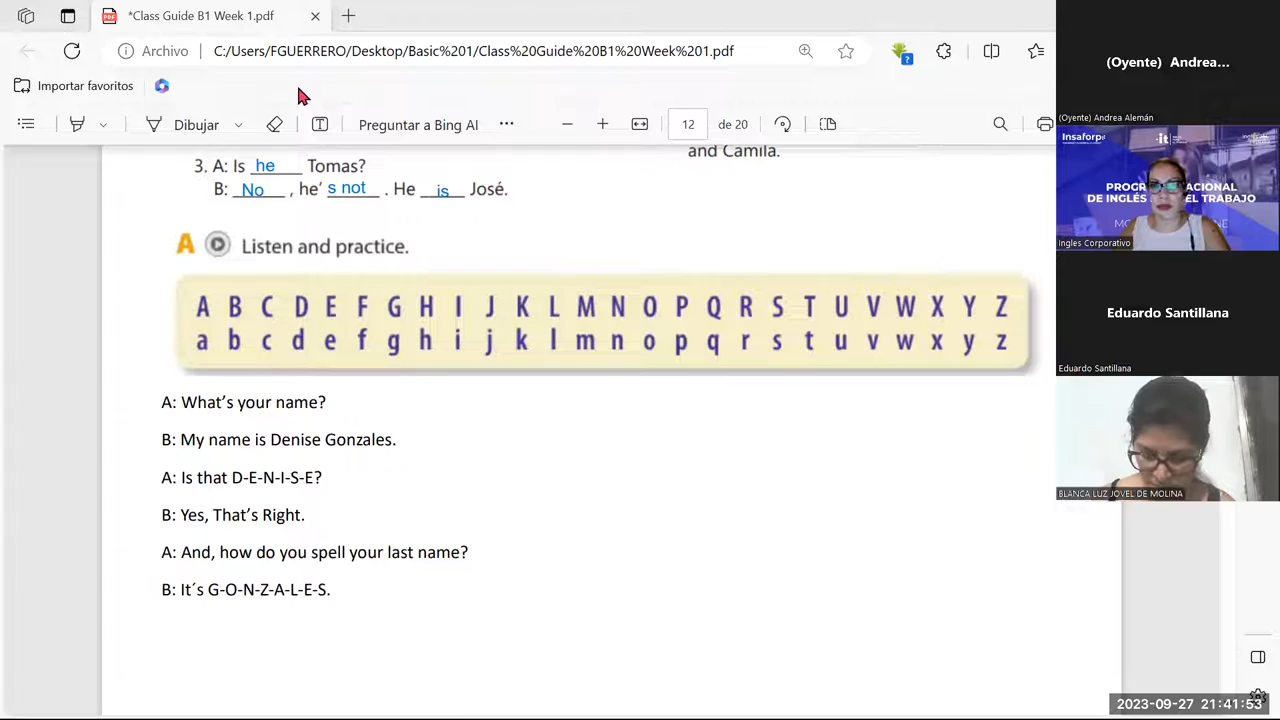 *Class Guide B1 Week 1.pdf
Archivo
C:/Users/FGUERRERO/Desktop/Basic%201/Class%20Guide%20B1%20Week%201.pdf
Importar favoritos
Dibujar
Preguntar a Bing AI
12
de 20
and Camila.
3. A: Is he Tomas?
B: No , he' s not . He is José.
A Listen and practice.
A B C D E F G H I J K L M N O P Q R S T U V W X Y Z
a b c d e f g h i j k l m n o p q r s t u v w x y z
A: What's your name?
B: My name is Denise Gonzales.
A: Is that D-E-N-I-S-E?
B: Yes, That's Right.
A: And, how do you spell your last name?
B: It´s G-O-N-Z-A-L-E-S.
(Oyente) Andrea...
(Oyente) Andrea Alemán
Insaforp
DE INGLÉS
EL TRABAJO
Ingles Corporativo
Eduardo Santillana
Eduardo Santillana
BLANCA LUZ JOVEL DE MOLINA
2023-09-27 21:41:53